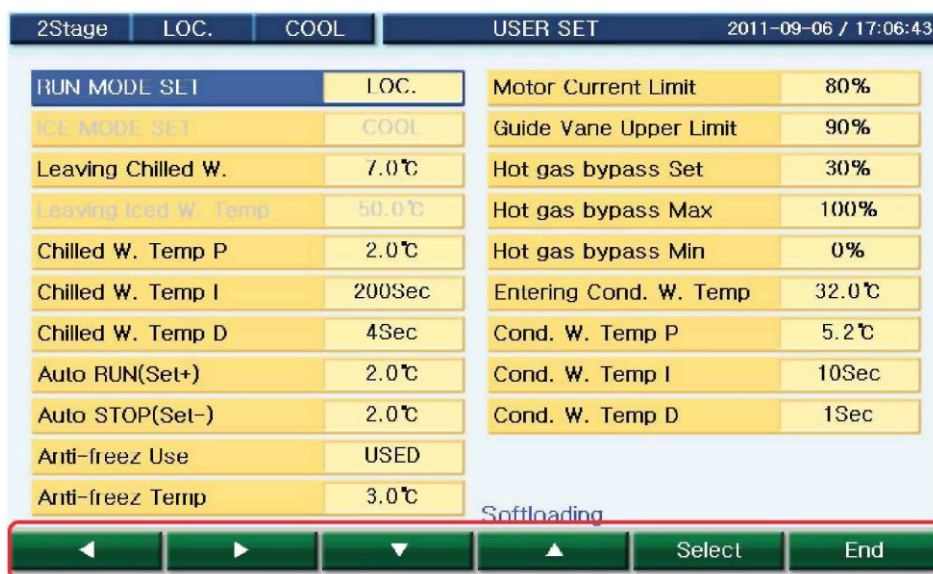 2Stage LOC. COOL USER SET 2011-09-06 / 17:06:43
RUN MODE SET LOC.
ICE MODE SET COOL
Leaving Chilled W. 7.0℃
Leaving Iced W. Temp 50.0℃
Chilled W. Temp P 2.0℃
Chilled W. Temp I 200Sec
Chilled W. Temp D 4Sec
Auto RUN(Set+) 2.0℃
Auto STOP(Set-) 2.0℃
Anti-freez Use USED
Anti-freez Temp 3.0℃
Motor Current Limit 80%
Guide Vane Upper Limit 90%
Hot gas bypass Set 30%
Hot gas bypass Max 100%
Hot gas bypass Min 0%
Entering Cond. W. Temp 32.0℃
Cond. W. Temp P 5.2℃
Cond. W. Temp I 10Sec
Cond. W. Temp D 1Sec
Softloading
◀ ▶ ▼ ▲ Select End